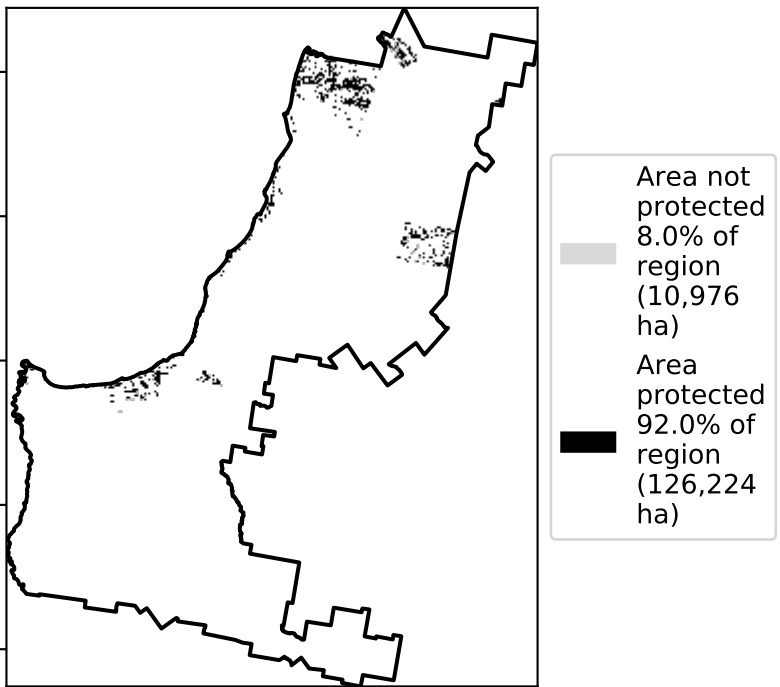 Area not
protected
8.0% of
region
(10,976
ha)
Area
protected
92.0% of
region
(126,224
ha)